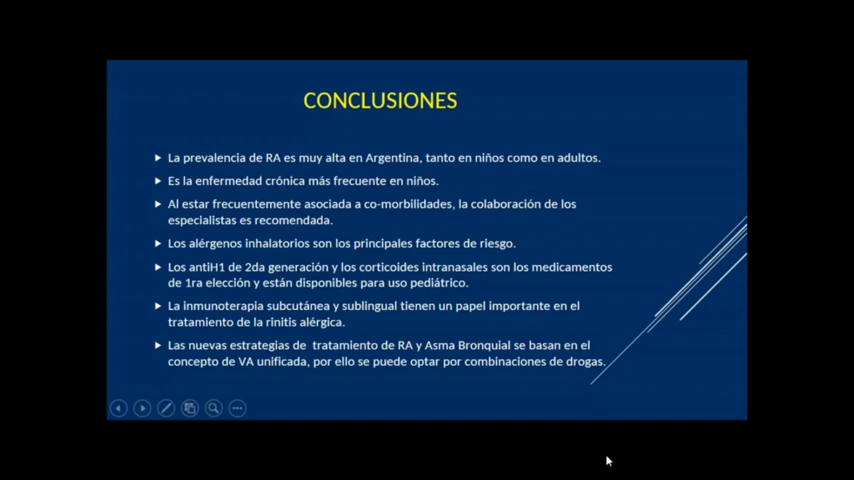 CONCLUSIONES
La prevalencia de RA es muy alta en Argentina, tanto en niños como en adultos.
Es la enfermedad crónica más frecuente en niños.
Al estar frecuentemente asociada a co-morbilidades, la colaboración de los
especialistas es recomendada.
Los alérgenos inhalatorios son los principales factores de riesgo.
Los antiH1 de 2da generación y los corticoides intranasales son los medicamentos
de 1ra elección y están disponibles para uso pediátrico.
La inmunoterapia subcutánea y sublingual tienen un papel importante en el
tratamiento de la rinitis alérgica.
Las nuevas estrategias de tratamiento de RA y Asma Bronquial se basan en el
concepto de VA unificada, por ello se puede optar por combinaciones de drogas.